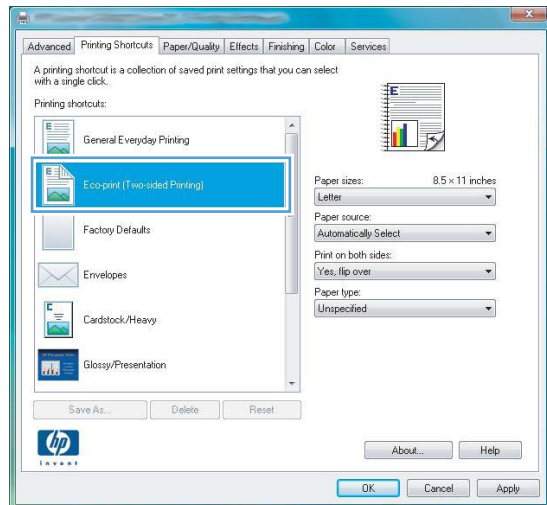 Advanced Printing Shortcuts Paper/Quality Effects Finishing Color Services
A printing shortcut is a collection of saved print settings that you can select
with a single click.
Printing shortcuts:
General Everyday Printing
Eco-print (Two-sided Printing)
Factory Defaults
Envelopes
Cardstock/Heavy
Glossy/Presentation
Paper sizes: 8.5 × 11 inches
Letter
Paper source:
Automatically Select
Print on both sides:
Yes, flip over
Paper type:
Unspecified
Save As... Delete Reset
hp
invent
About... Help
OK Cancel Apply